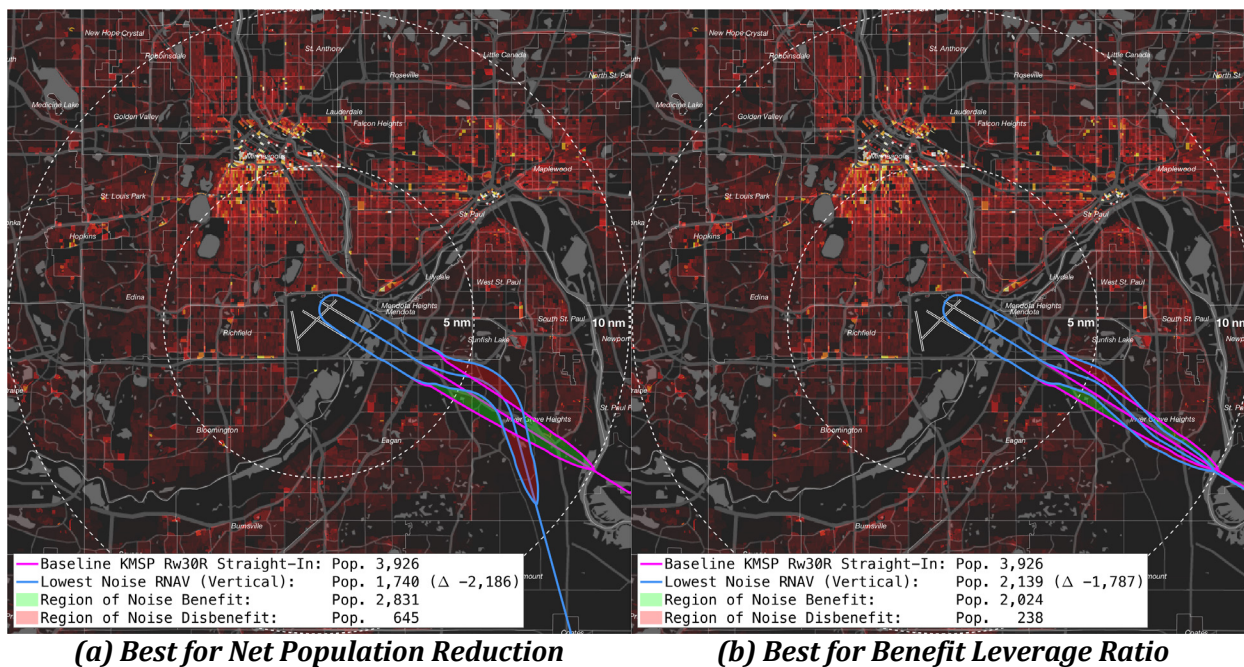 New Hope
Crystal
Robbinsdale
St. Anthony
Little Canada
North St. Pa
Roseville
Medicine Lake
Golden Valley
Lauderdale
Falcon Heights
Minneapolis
Maplewood
St. Louis Park
St. Paul
Hopkins
Lilydale
West St. Paul
Edina
Mendota Heights
Mendota
Richfield
5 nm
South St. Paul
10 nm
Newpor
Sunfish Lake
St. Paul P
Inver Grove Heights
Bloomington
Eagan
Burnsville
Coates
Baseline KMSP Rw30R Straight-In: Pop. 3,926
Lowest Noise RNAV (Vertical): Pop. 1,740 (Δ -2,186)
Region of Noise Benefit: Pop. 2,831
Region of Noise Disbenefit: Pop. 645
(a) Best for Net Population Reduction
New Hope
Crystal
Robbinsdale
St. Anthony
Little Canada
North St. Pa
Roseville
Medicine Lake
Golden Valley
Lauderdale
Falcon Heights
Minneapolis
Maplewood
St. Louis Park
St. Paul
Hopkins
Lilydale
West St. Paul
Edina
Mendota Heights
Mendota
Richfield
5 nm
South St. Paul
10 nm
Newpo
Sunfish Lake
St. Paul P
Inver Grove Heights
Bloomington
Eagan
Burnsville
Coates
Baseline KMSP Rw30R Straight-In: Pop. 3,926
Lowest Noise RNAV (Vertical): Pop. 2,139 (Δ -1,787)
Region of Noise Benefit: Pop. 2,024
Region of Noise Disbenefit: Pop. 238
(b) Best for Benefit Leverage Ratio